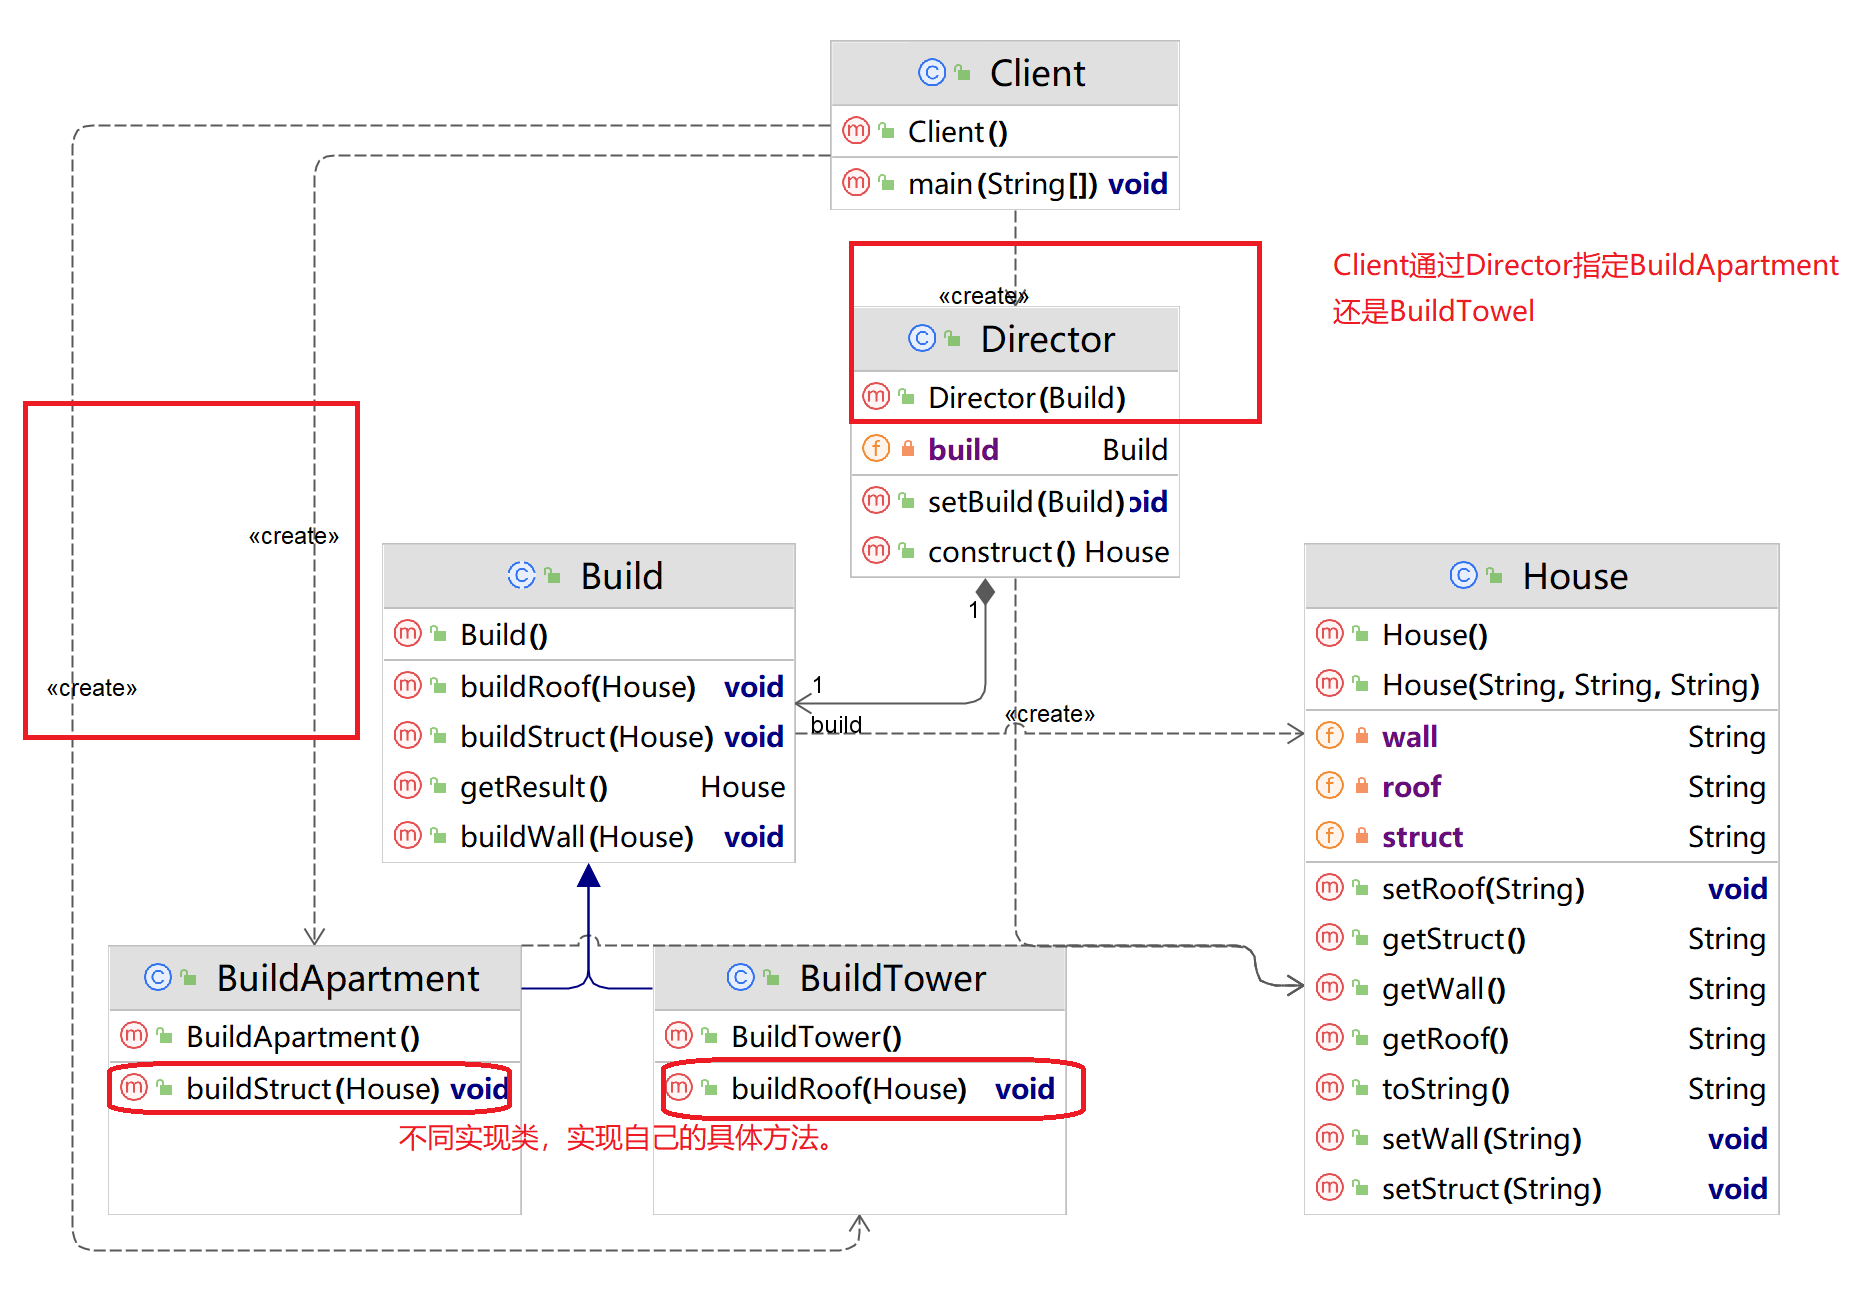 Client
Client()
main(String[]) void
Client通过Director指定BuildApartment
还是BuildTowel
«create»
Director
Director(Build)
build Build
setBuild(Build) oid
construct() House
1
1
build
«create»
«create»
«create»
Build
Build()
buildRoof(House) void
buildStruct(House) void
getResult() House
buildWall(House) void
House
House()
House(String, String, String)
wall String
roof String
struct String
setRoof(String) void
getStruct() String
getWall() String
getRoof() String
toString() String
setWall(String) void
setStruct(String) void
BuildApartment
BuildApartment()
buildStruct(House) void
BuildTower
BuildTower()
buildRoof(House) void
不同实现类，实现自己的具体方法。